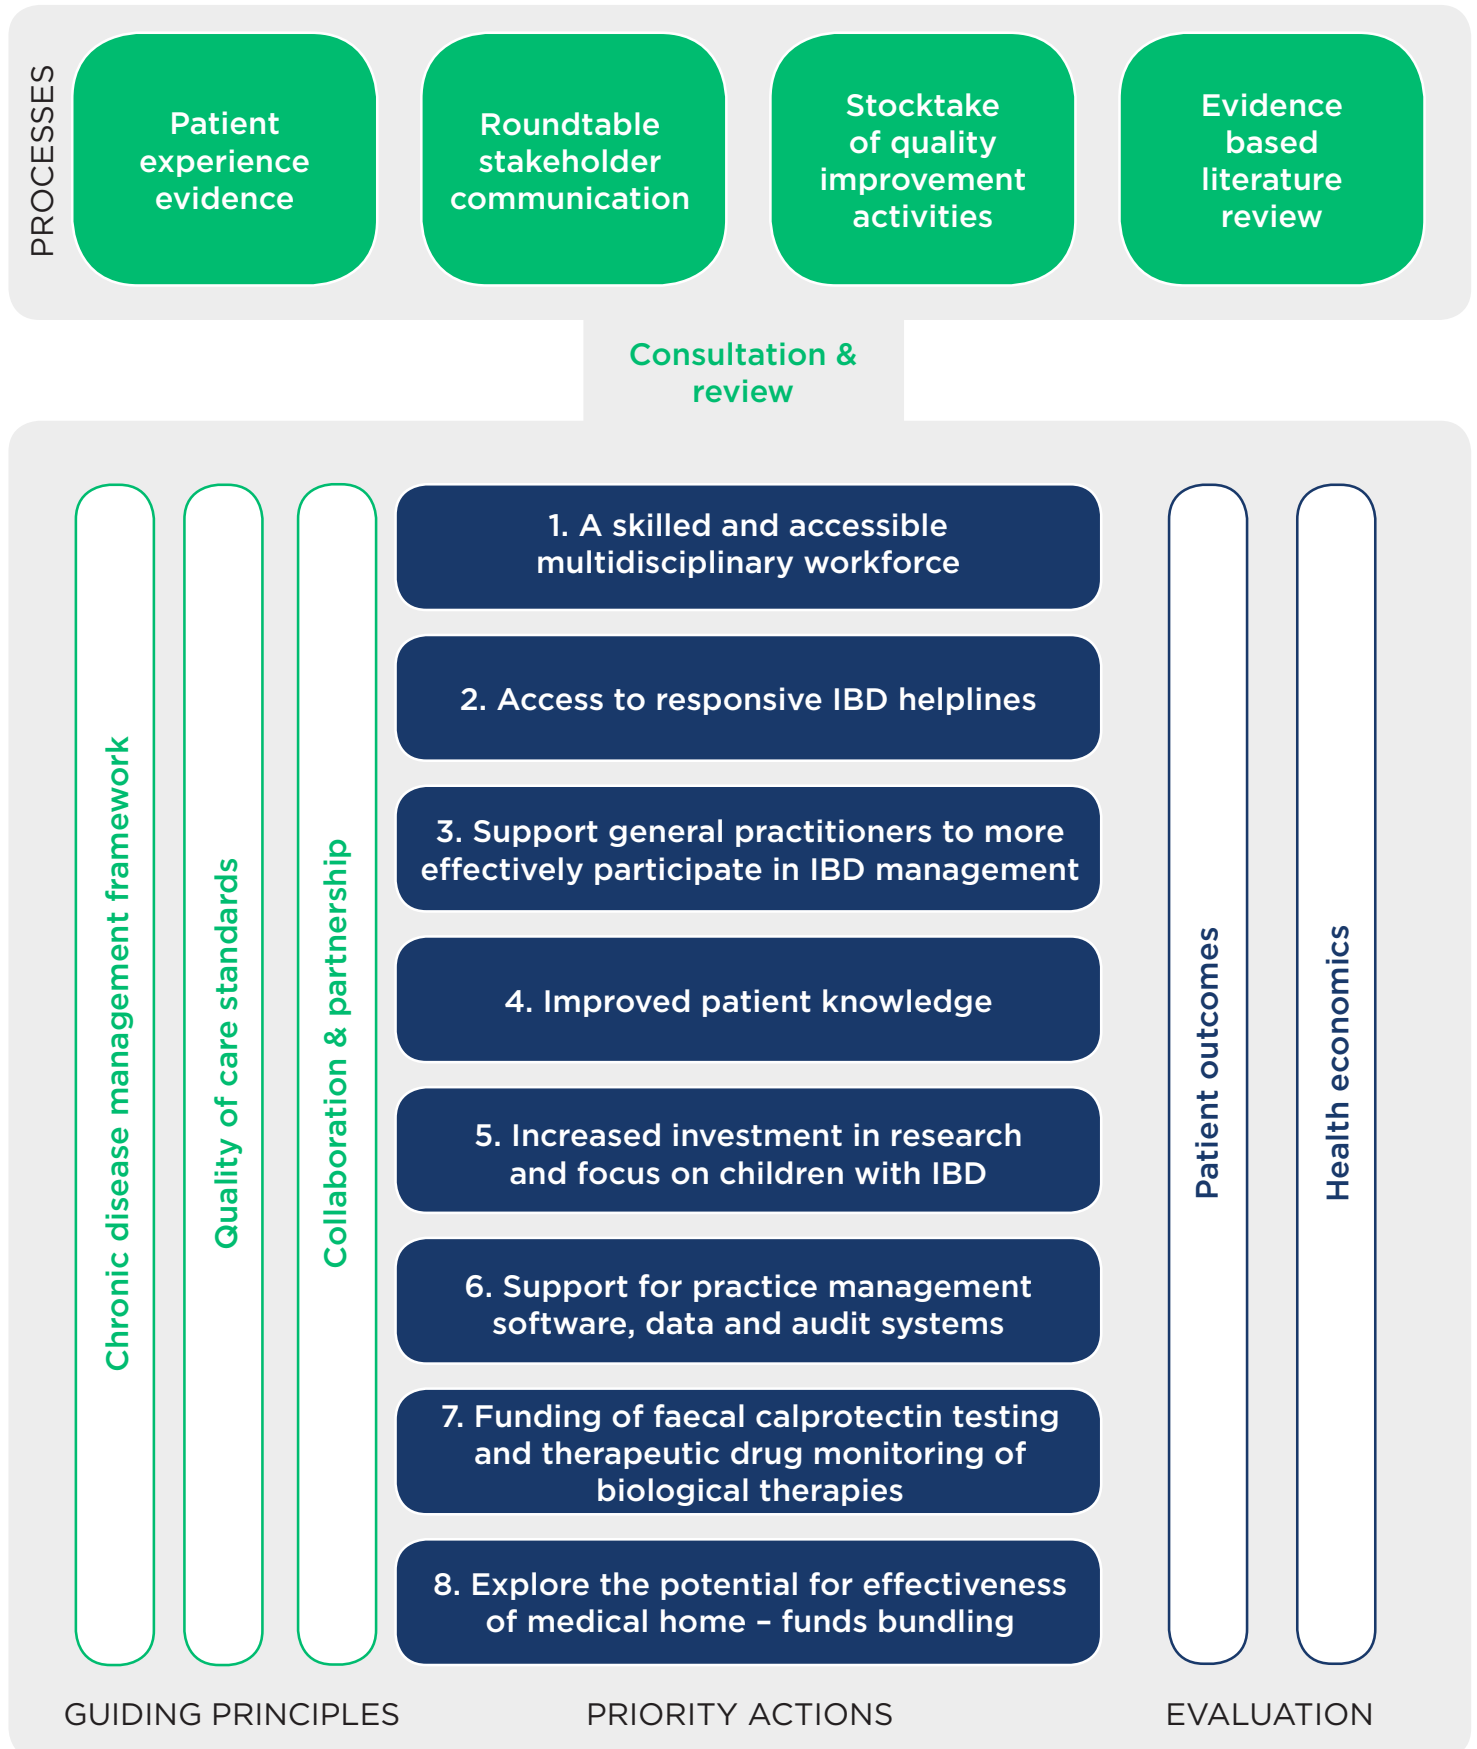 PROCESSES
Patient
experience
evidence
Roundtable
stakeholder
communication
Stocktake
of quality
improvement
activities
Evidence
based
literature
review
Consultation &
review
Chronic disease management framework
Quality of care standards
Collaboration & partnership
1. A skilled and accessible
multidisciplinary workforce
2. Access to responsive IBD helplines
3. Support general practitioners to more
effectively participate in IBD management
4. Improved patient knowledge
5. Increased investment in research
and focus on children with IBD
6. Support for practice management
software, data and audit systems
7. Funding of faecal calprotectin testing
and therapeutic drug monitoring of
biological therapies
8. Explore the potential for effectiveness
of medical home – funds bundling
Patient outcomes
Health economics
GUIDING PRINCIPLES
PRIORITY ACTIONS
EVALUATION